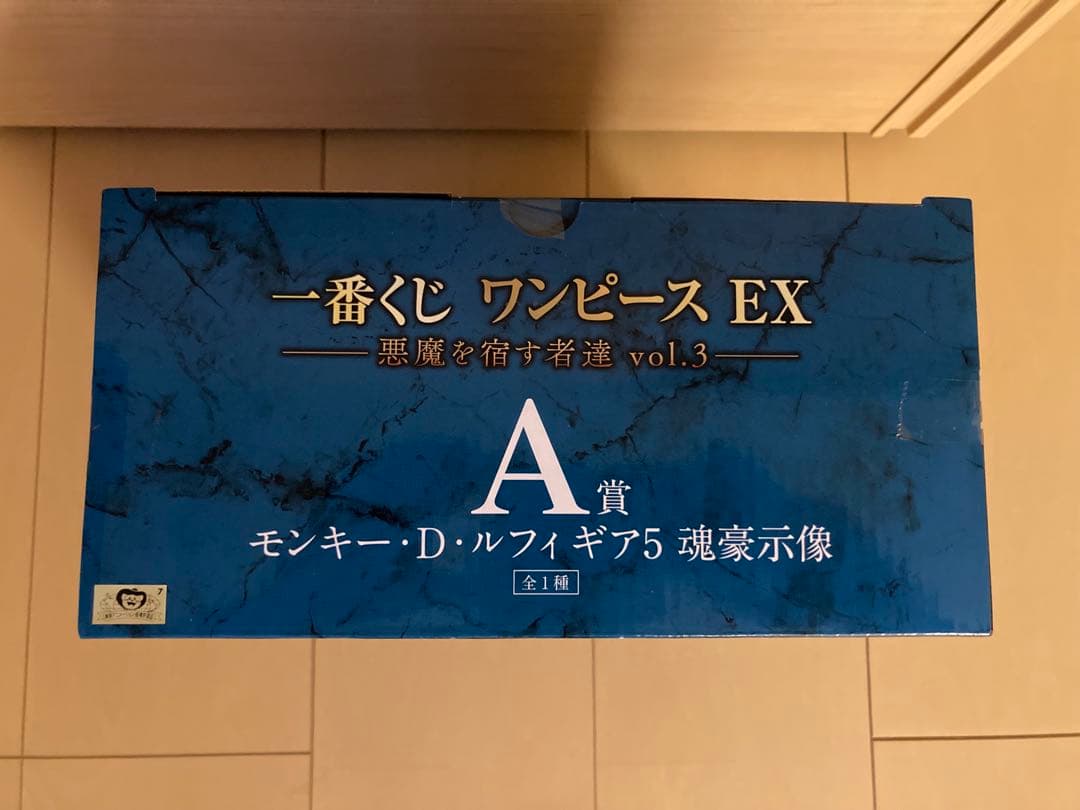 一番くじ ワンピース EX
悪魔を宿す者達 vol.3
A賞
モンキー・D・ルフィ ギア5 魂豪示像
全1種